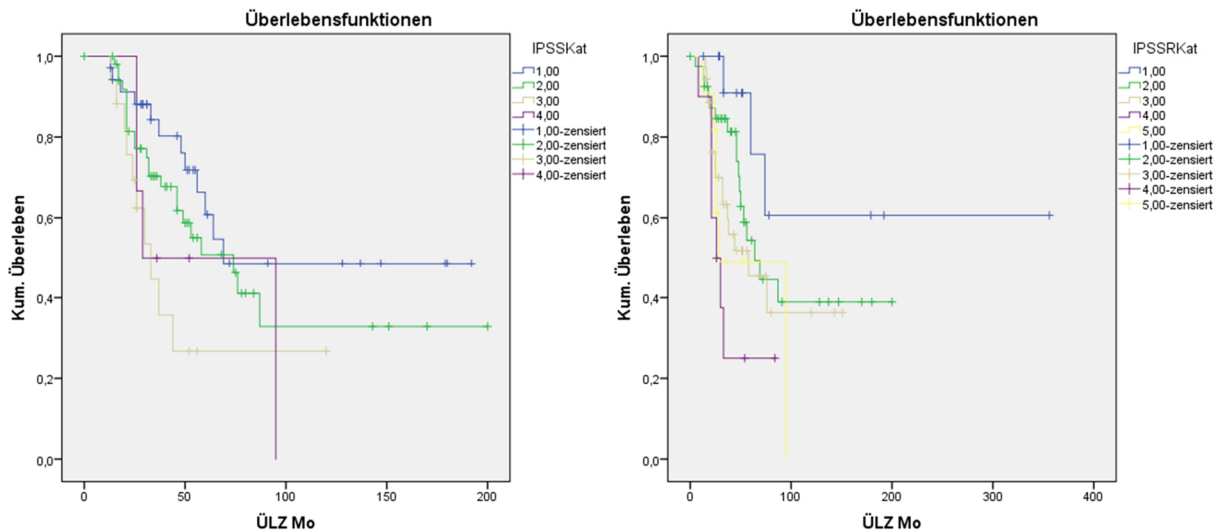 Überlebensfunktionen
IPSSKat
1,00
2,00
3,00
4,00
1,00-zensiert
2,00-zensiert
3,00-zensiert
4,00-zensiert
Kum. Überleben
1,0
0,8
0,6
0,4
0,2
0,0
0
50
100
150
200
ÜLZ Mo
Überlebensfunktionen
IPSSRKat
1,00
2,00
3,00
4,00
5,00
1,00-zensiert
2,00-zensiert
3,00-zensiert
4,00-zensiert
5,00-zensiert
Kum. Überleben
1,0
0,8
0,6
0,4
0,2
0,0
0
100
200
300
400
ÜLZ Mo